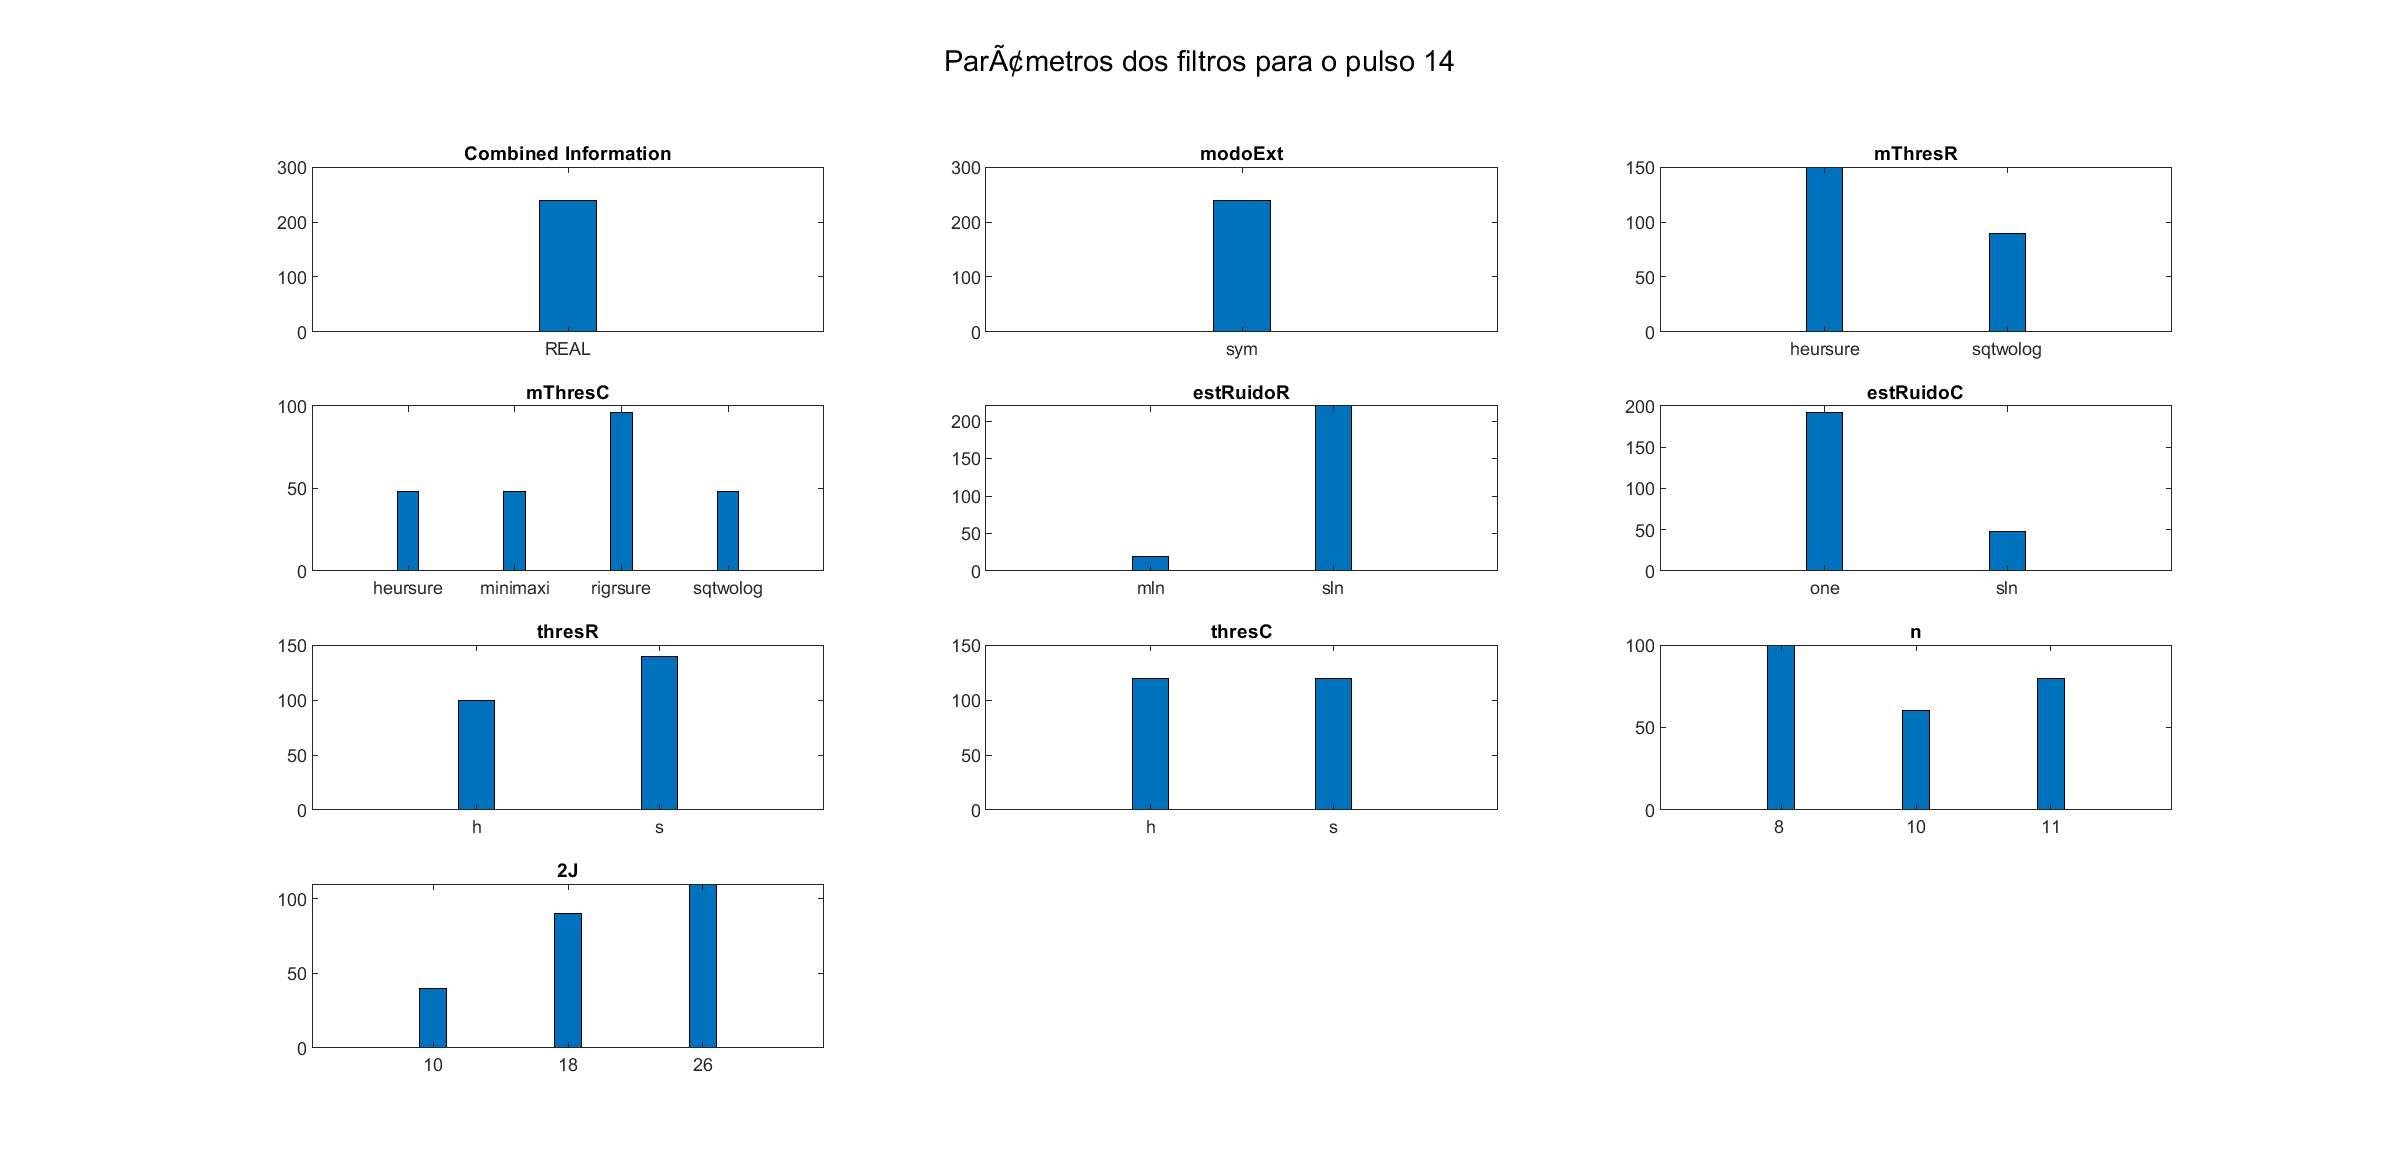 ParÃ¢metros dos filtros para o pulso 14
Combined Information
300
200
100
0
REAL
modoExt
300
200
100
0
sym
mThresR
150
100
50
0
heursure sqtwolog
mThresC
100
50
0
heursure minimaxi rigrsure sqtwolog
estRuidoR
200
150
100
50
0
mln sln
estRuidoC
200
150
100
50
0
one sln
thresR
150
100
50
0
h s
thresC
150
100
50
0
h s
n
100
50
0
8 10 11
2J
100
50
0
10 18 26